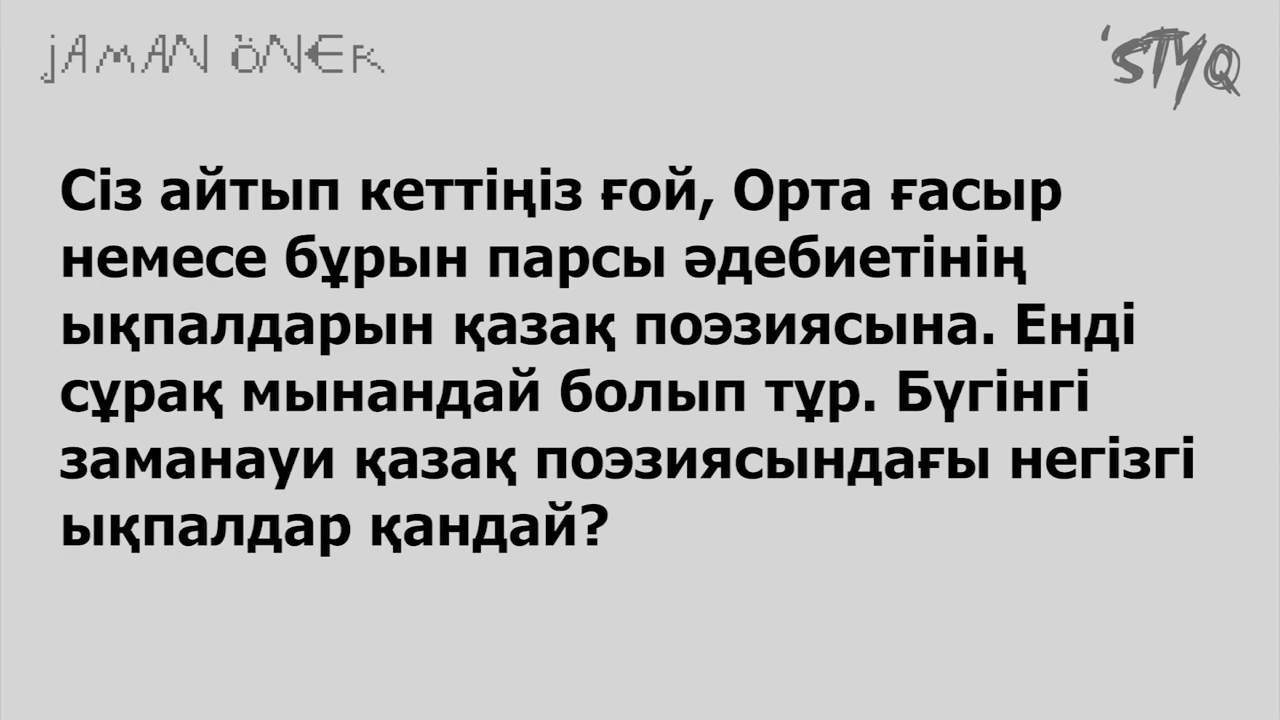 JAMAN ÖNER
'STYQ
Сіз айтып кеттіңіз ғой, Орта ғасыр
немесе бұрын парсы әдебиетінің
ықпалдарын қазақ поэзиясына. Енді
сұрақ мынандай болып тұр. Бүгінгі
заманауи қазақ поэзиясындағы негізгі
ықпалдар қандай?